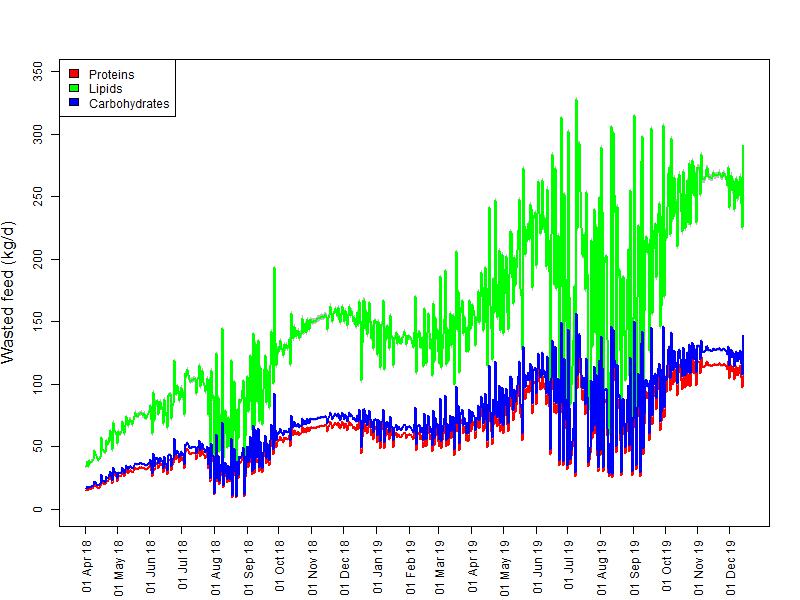 Proteins
Lipids
Carbohydrates
Wasted feed (kg/d)
350
300
250
200
150
100
50
0
01 Apr 18
01 May 18
01 Jun 18
01 Jul 18
01 Aug 18
01 Sep 18
01 Oct 18
01 Nov 18
01 Dec 18
01 Jan 19
01 Feb 19
01 Mar 19
01 Apr 19
01 May 19
01 Jun 19
01 Jul 19
01 Aug 19
01 Sep 19
01 Oct 19
01 Nov 19
01 Dec 19